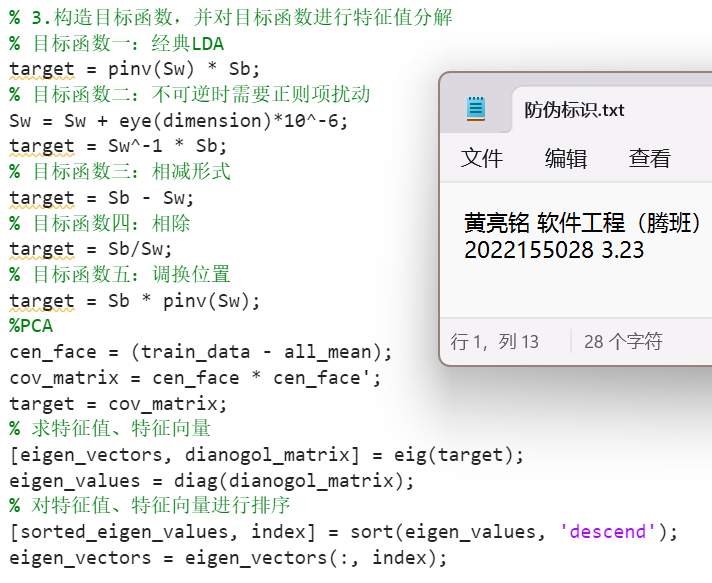 % 3.构造目标函数，并对目标函数进行特征值分解
% 目标函数一：经典LDA
target = pinv(Sw) * Sb;
% 目标函数二：不可逆时需要正则项扰动
Sw = Sw + eye(dimension)*10^-6;
target = Sw^-1 * Sb;
% 目标函数三：相减形式
target = Sb - Sw;
% 目标函数四：相除
target = Sb/Sw;
% 目标函数五：调换位置
target = Sb * pinv(Sw);
%PCA
cen_face = (train_data - all_mean);
cov_matrix = cen_face * cen_face';
target = cov_matrix;
% 求特征值、特征向量
[eigen_vectors, dianogol_matrix] = eig(target);
eigen_values = diag(dianogol_matrix);
% 对特征值、特征向量进行排序
[sorted_eigen_values, index] = sort(eigen_values, 'descend');
eigen_vectors = eigen_vectors(:, index);
防伪标识.txt
文件 编辑 查看
黄亮铭 软件工程（腾班）
2022155028 3.23
行 1，列 13 28 个字符